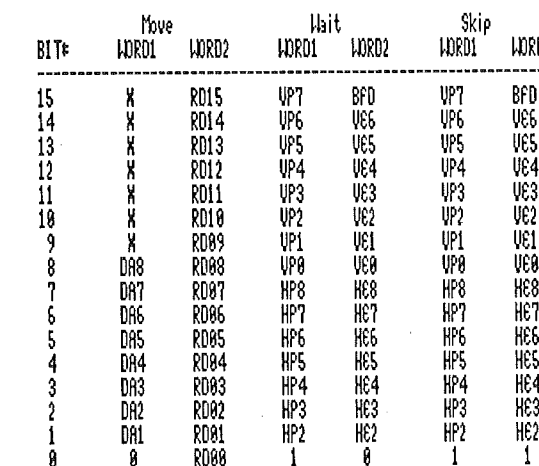 Move Wait Skip
BIT# WORD1 WORD2 WORD1 WORD2 WORD1 WOR
15 X RD15 VP7 BFD VP7 BFD
14 X RD14 VP6 VE6 VP6 VE6
13 X RD13 VP5 VE5 VP5 VE5
12 X RD12 VP4 VE4 VP4 VE4
11 X RD11 VP3 VE3 VP3 VE3
10 X RD10 VP2 VE2 VP2 VE2
9 X RD09 VP1 VE1 VP1 VE1
8 DA8 RD08 VP0 VE0 VP0 VE0
7 DA7 RD07 HP8 HE8 HP8 HE8
6 DA6 RD06 HP7 HE7 HP7 HE7
5 DA5 RD05 HP6 HE6 HP6 HE6
4 DA4 RD04 HP5 HE5 HP5 HE5
3 DA3 RD03 HP4 HE4 HP4 HE4
2 DA2 RD02 HP3 HE3 HP3 HE3
1 DA1 RD01 HP2 HE2 HP2 HE2
0 0 RD00 1 0 1 1